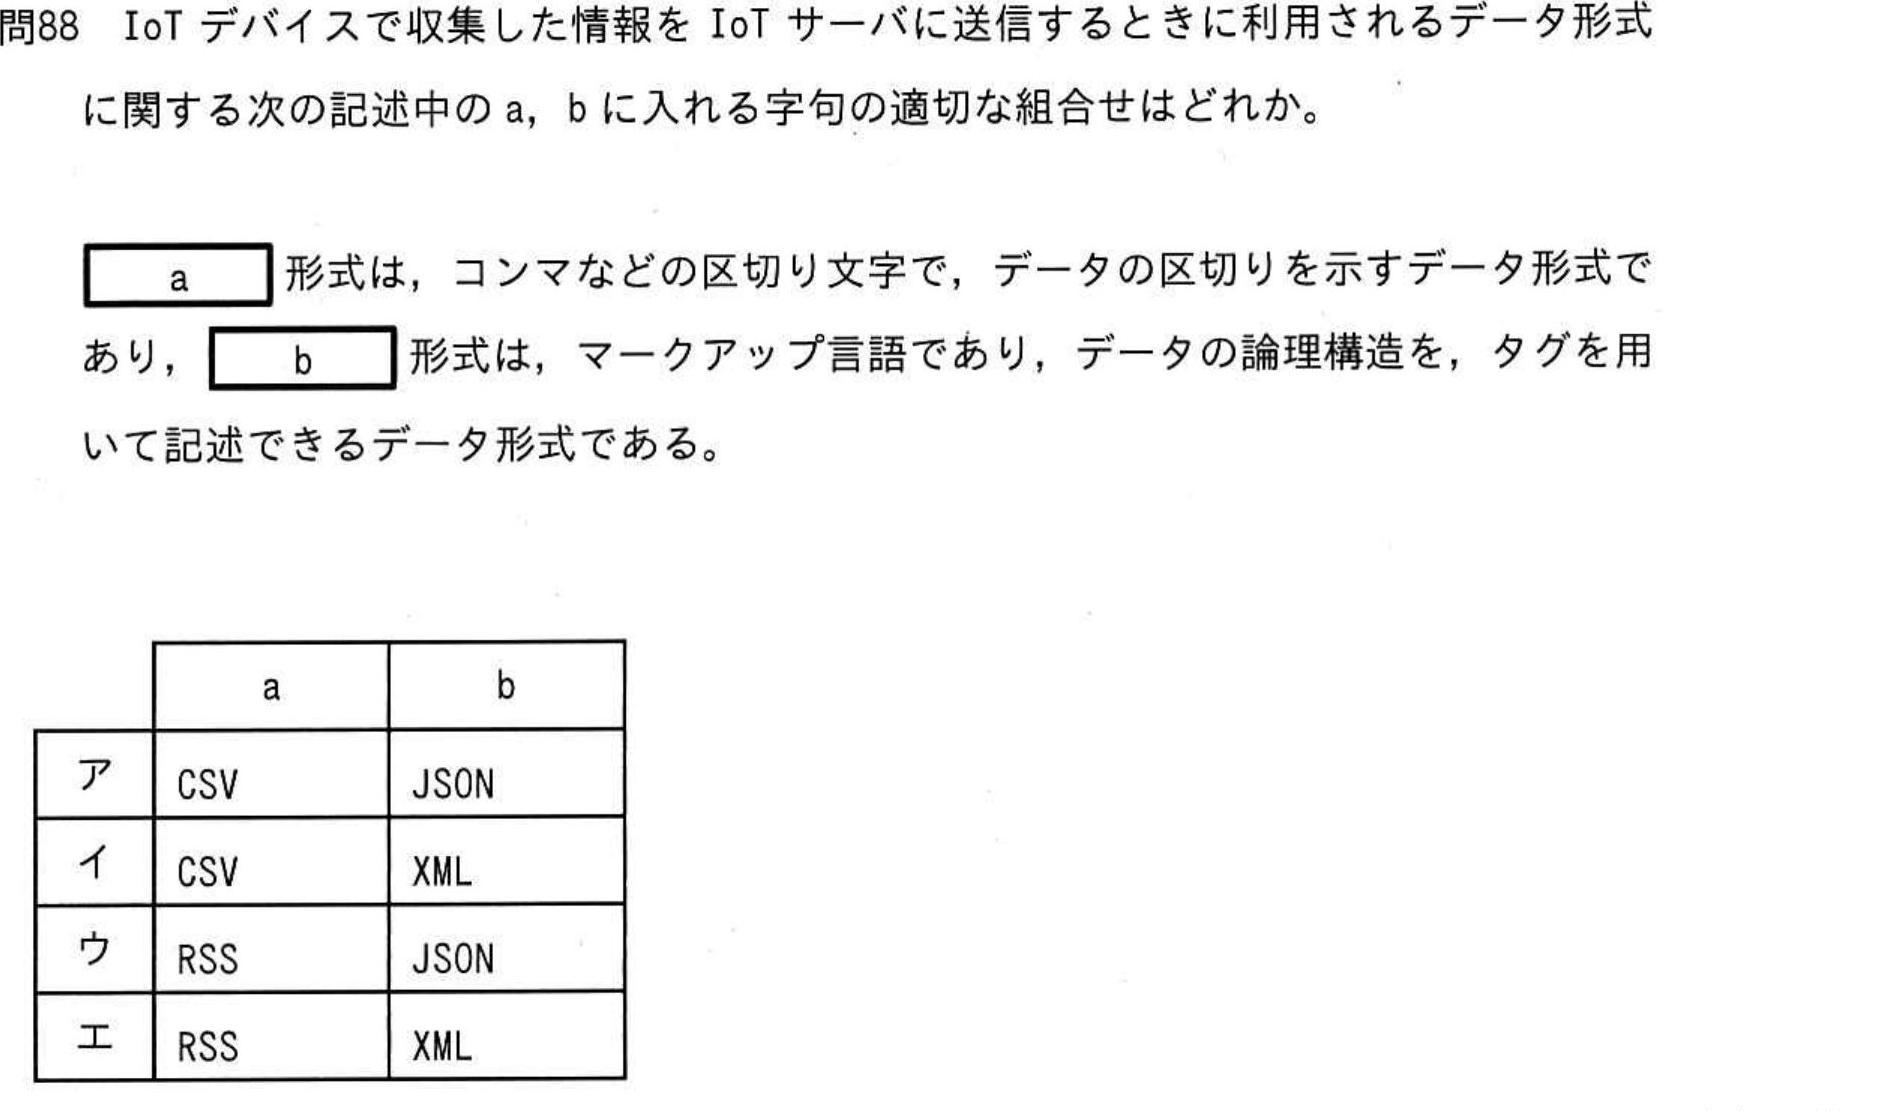 問88 IoT デバイスで収集した情報を IoT サーバに送信するときに利用されるデータ形式
に関する次の記述中の a，b に入れる字句の適切な組合せはどれか。
a 形式は，コンマなどの区切り文字で，データの区切りを示すデータ形式で
あり， b 形式は，マークアップ言語であり，データの論理構造を，タグを用
いて記述できるデータ形式である。
a b
ア CSV JSON
イ CSV XML
ウ RSS JSON
エ RSS XML